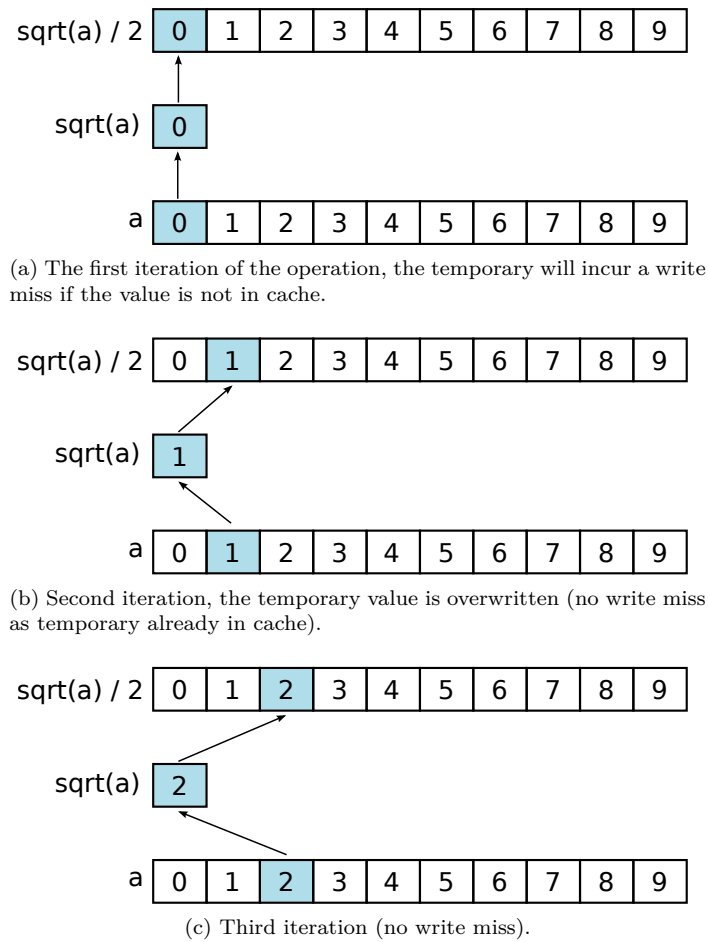 sqrt(a) / 2 0 1 2 3 4 5 6 7 8 9
sqrt(a) 0
a 0 1 2 3 4 5 6 7 8 9
(a) The first iteration of the operation, the temporary will incur a write
miss if the value is not in cache.
sqrt(a) / 2 0 1 2 3 4 5 6 7 8 9
sqrt(a) 1
a 0 1 2 3 4 5 6 7 8 9
(b) Second iteration, the temporary value is overwritten (no write miss
as temporary already in cache).
sqrt(a) / 2 0 1 2 3 4 5 6 7 8 9
sqrt(a) 2
a 0 1 2 3 4 5 6 7 8 9
(c) Third iteration (no write miss).